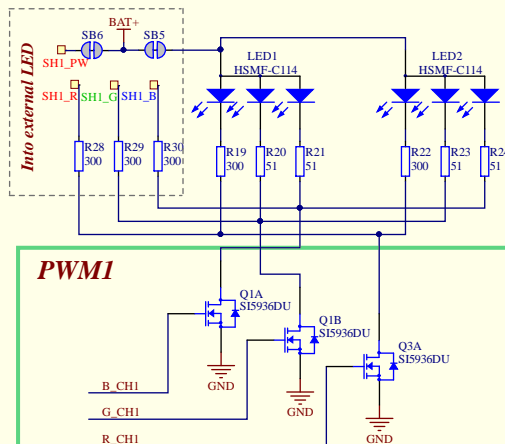 BAT+
SB6
SB5
LED1
HSMF-C114
LED2
HSMF-C114
SH1_PW
SH1_R
SH1_G
SH1_B
Into external LED
R28
300
R29
300
R30
300
R19
300
R20
51
R21
51
R22
300
R23
51
R24
51
PWM1
Q1A
SI5936DU
Q1B
SI5936DU
Q3A
SI5936DU
GND
GND
GND
B_CH1
G_CH1
R_CH1